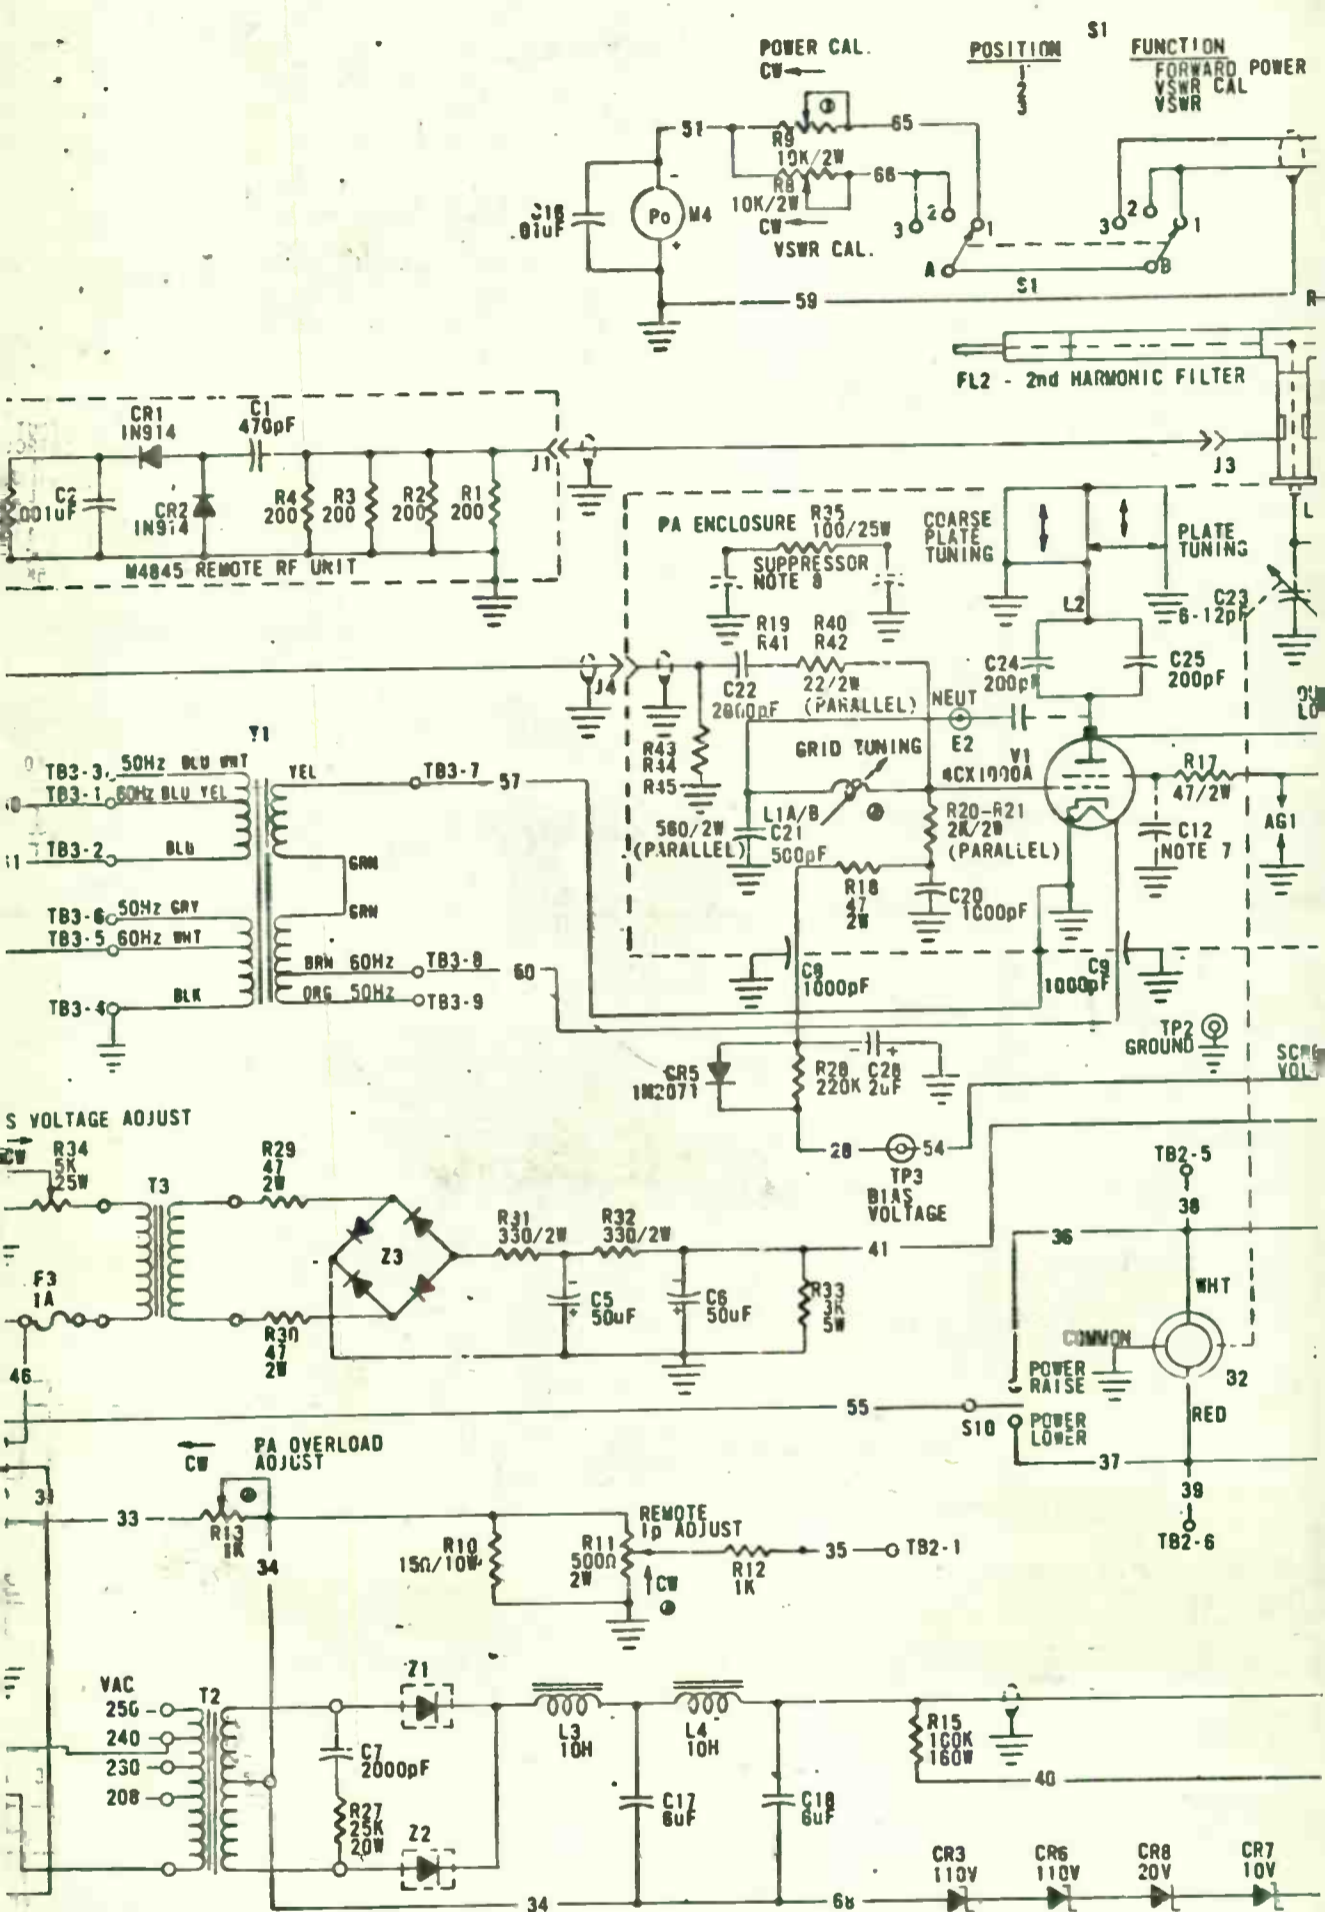 S1
POWER CAL.
CW
POSITION
1
2
3
FUNCTION
FORWARD POWER
VSWR CAL
VSWR
51
R9
10K/2W
65
R8
10K/2W
66
CW
VSWR CAL.
.01uF
Po
M4
-
+
3
2
1
A
3
2
1
B
S1
59
FL2 - 2nd HARMONIC FILTER
CR1
1N914
C1
470pF
C2
.001uF
CR2
1N914
R4
200
R3
200
R2
200
R1
200
J1
J3
M4845 REMOTE RF UNIT
PA ENCLOSURE
R35
100/25W
SUPPRESSOR
NOTE 8
COARSE
PLATE
TUNING
PLATE
TUNING
L
L2
C23
6-12pF
R19
R41
R40
R42
C22
2000pF
22/2W
(PARALLEL)
J4
C24
200pF
C25
200pF
NEUT
E2
R43
R44
R45
560/2W
(PARALLEL)
GRID TUNING
L1A/B
C21
500pF
V1
4CX1000A
R17
47/2W
R20-R21
2K/2W
(PARALLEL)
C12
NOTE 7
AG1
R18
47
2W
C20
1000pF
C8
1000pF
C9
1000pF
T1
TB3-3
50Hz
BLU WHT
TB3-1
60Hz
BLU YEL
TB3-2
BLU
TB3-6
50Hz
GRY
TB3-5
60Hz
WHT
TB3-4
BLK
YEL
TB3-7
57
GRN
GRN
BRN 60Hz
TB3-8
60
ORG 50Hz
TB3-9
TP2
GROUND
CR5
1N2071
R28
220K
C28
2uF
28
54
TP3
BIAS
VOLTAGE
S VOLTAGE ADJUST
CW
R34
5K
25W
T3
R29
47
2W
Z3
R31
330/2W
R32
330/2W
41
F3
1A
R30
47
2W
C5
50uF
C6
50uF
R33
3K
5W
46
TB2-5
38
36
WHT
COMMON
B2
RED
POWER
RAISE
S10
POWER
LOWER
55
37
39
TB2-6
PA OVERLOAD
ADJUST
CW
33
R13
1K
34
R10
15Ω/10W
R11
500Ω
2W
REMOTE
Ip ADJUST
CW
R12
1K
35
TB2-1
VAC
250
240
230
208
T2
Z1
C7
2000pF
R27
25K
20W
Z2
L3
10H
L4
10H
C17
6uF
C18
6uF
R15
100K
160W
40
34
68
CR3
110V
CR6
110V
CR8
20V
CR7
10V